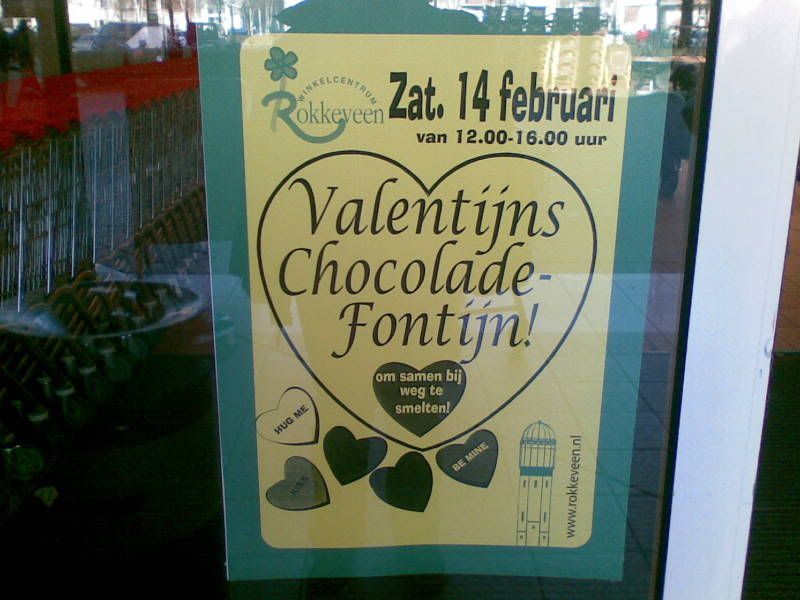 WINKELCENTRUM
Rokkeveen
Zat. 14 februari
van 12.00-16.00 uur
Valentijns
Chocolade-
Fontijn!
om samen bij
weg te
smelten!
HUG ME
KISS
BE MINE
www.rokkeveen.nl